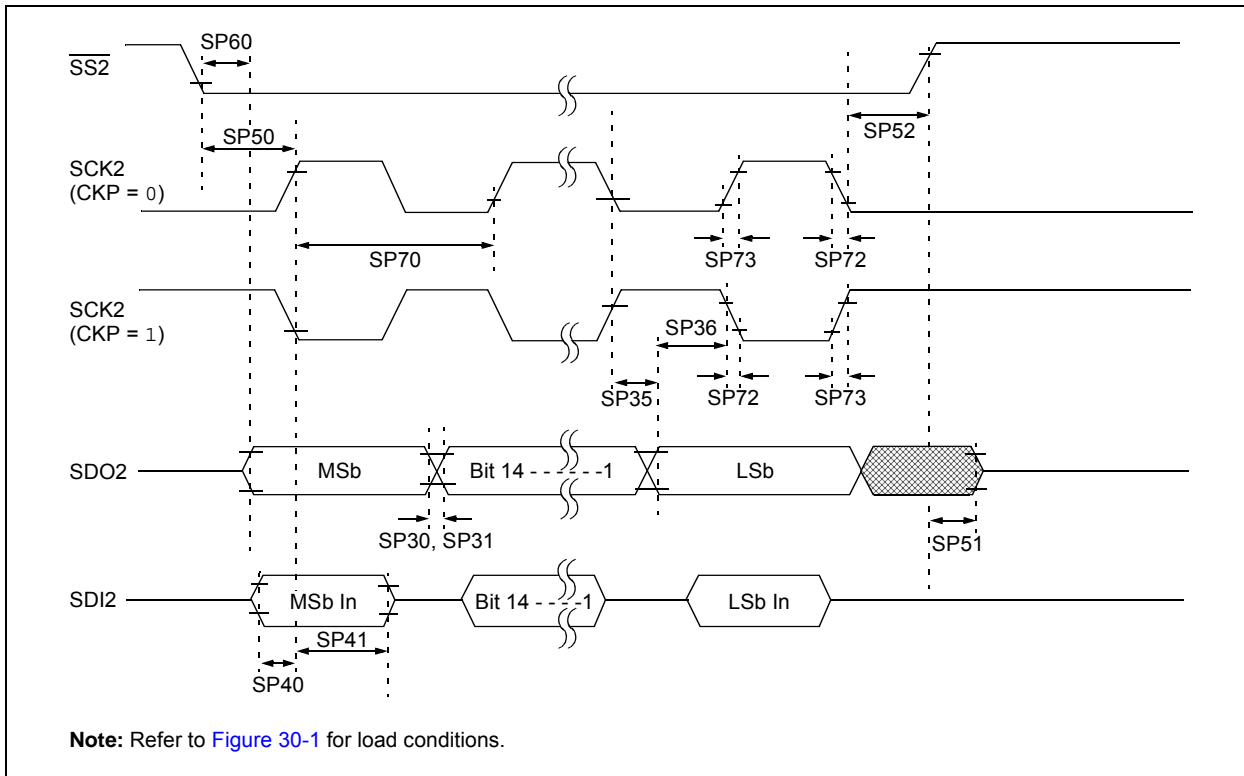 SP60
SS2
SP50
SP52
SCK2
(CKP = 0)
SP70
SP73
SP72
SCK2
(CKP = 1)
SP36
SP35
SP72
SP73
SDO2
MSb
Bit 14 - - - - - -1
LSb
SP30, SP31
SP51
SDI2
MSb In
Bit 14 - - - - -1
LSb In
SP41
SP40
Note: Refer to Figure 30-1 for load conditions.